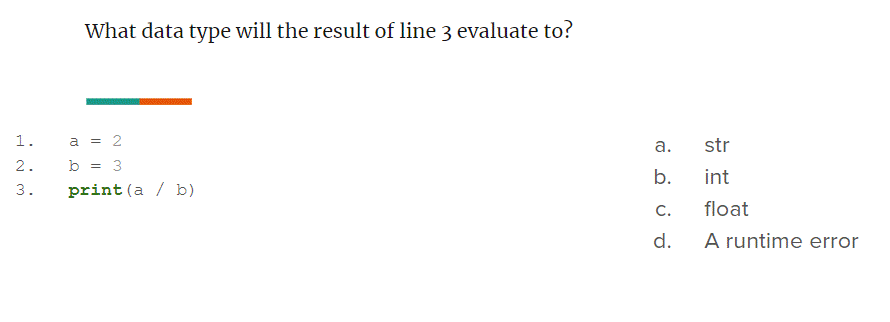 What data type will the result of line 3 evaluate to?
1. a = 2
2. b = 3
3. print(a / b)
a. str
b. int
c. float
d. A runtime error